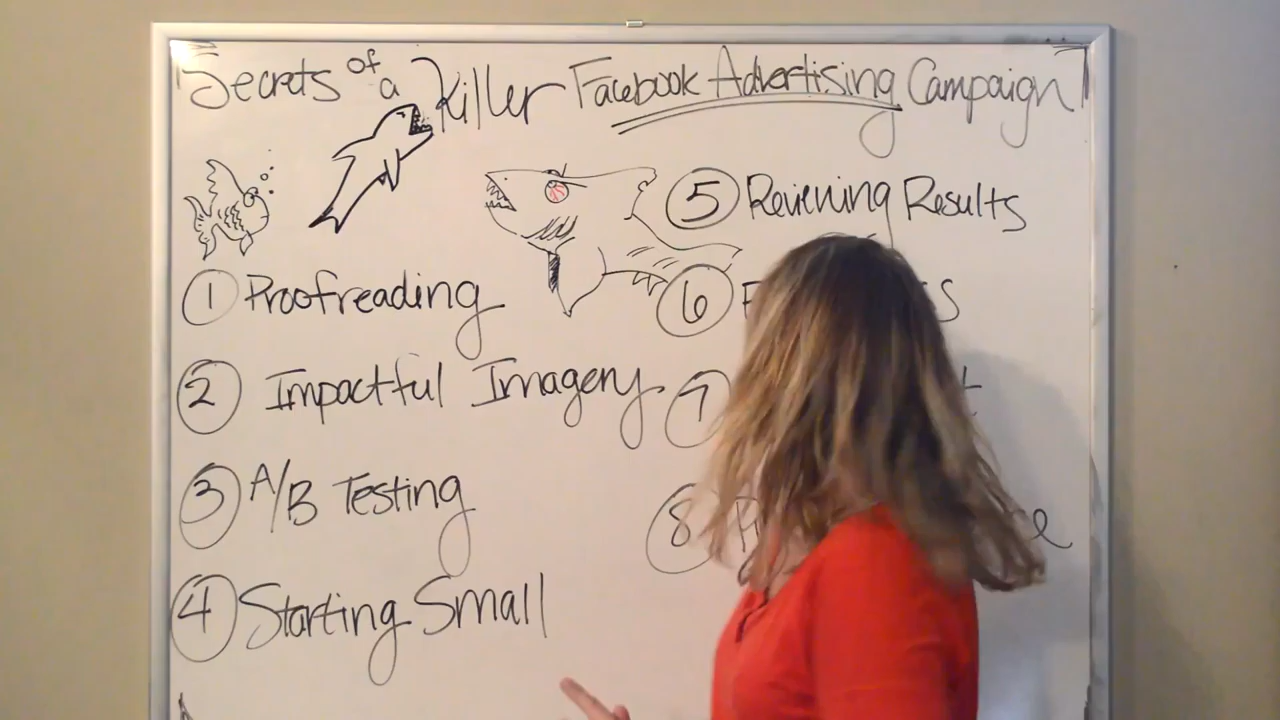 Secrets of a Killer Facebook Advertising Campaign
1 Proofreading
2 Impactful Imagery
3 A/B Testing
4 Starting Small
5 Reviewing Results
6
7
8